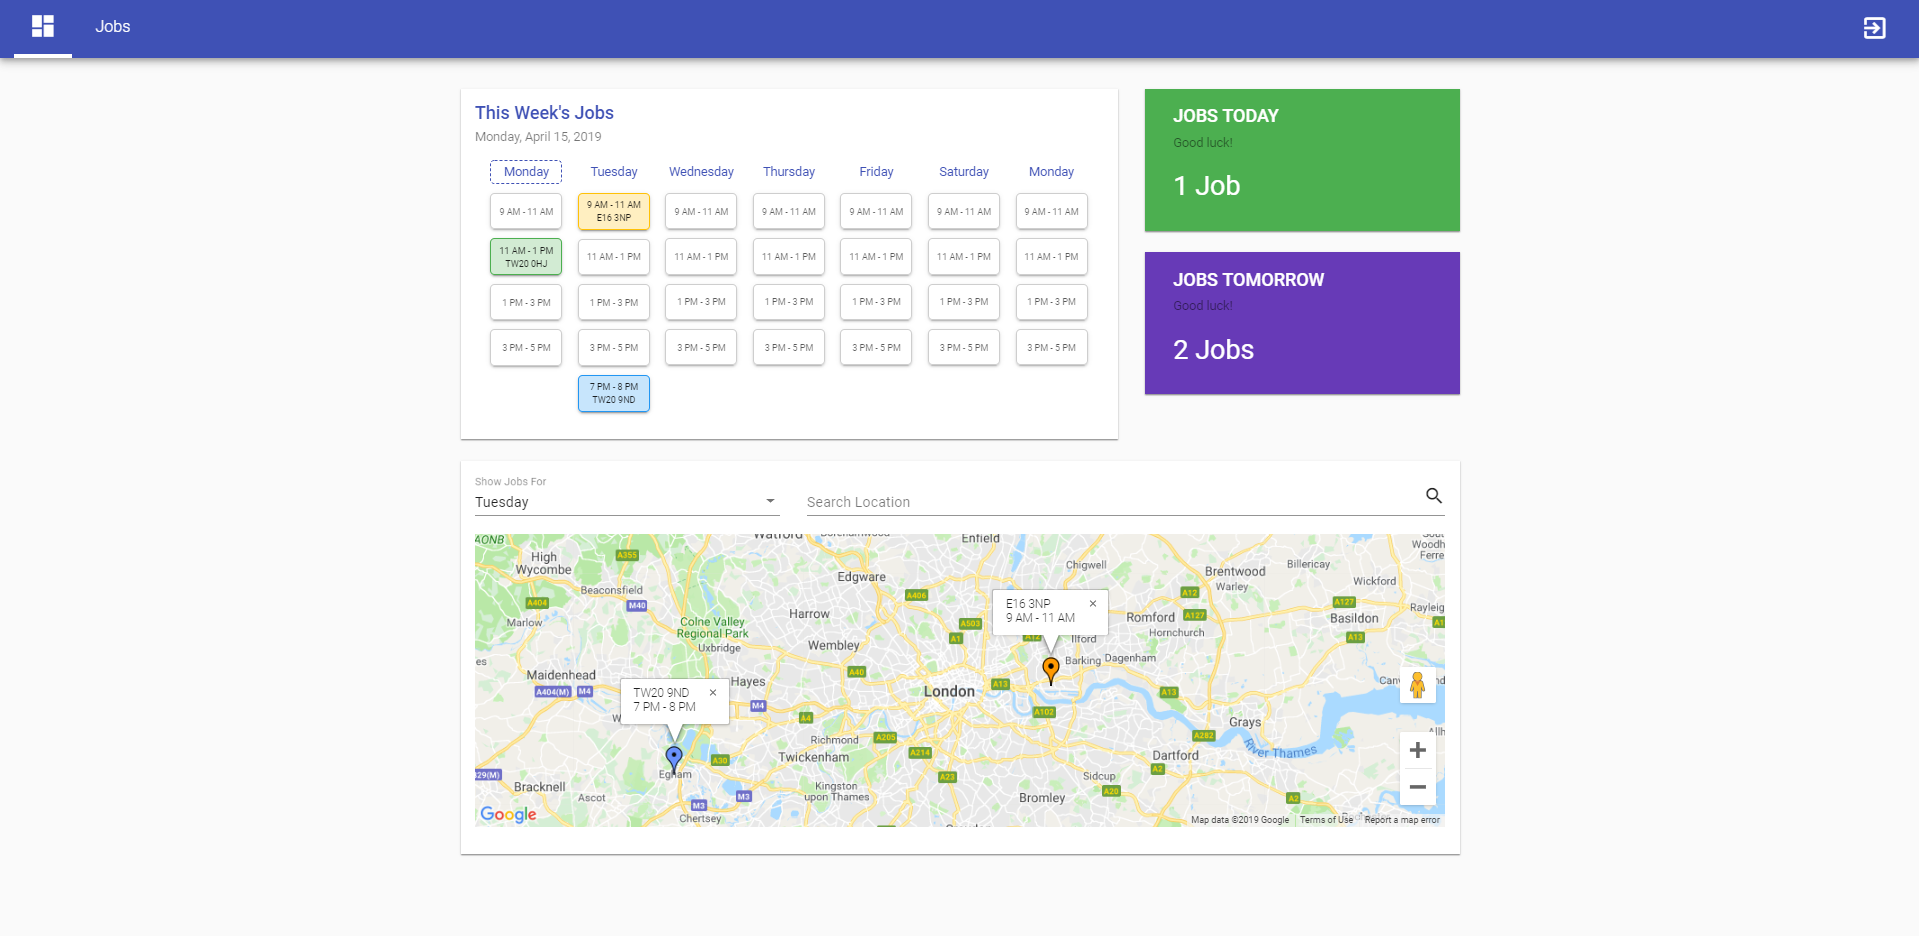 Jobs
This Week's Jobs
Monday, April 15, 2019
Monday Tuesday Wednesday Thursday Friday Saturday Monday
9 AM - 11 AM
11 AM - 1 PM
TW20 0HJ
1 PM - 3 PM
3 PM - 5 PM
9 AM - 11 AM
E16 3NP
11 AM - 1 PM
1 PM - 3 PM
3 PM - 5 PM
7 PM - 8 PM
TW20 9ND
9 AM - 11 AM
11 AM - 1 PM
1 PM - 3 PM
3 PM - 5 PM
9 AM - 11 AM
11 AM - 1 PM
1 PM - 3 PM
3 PM - 5 PM
9 AM - 11 AM
11 AM - 1 PM
1 PM - 3 PM
3 PM - 5 PM
9 AM - 11 AM
11 AM - 1 PM
1 PM - 3 PM
3 PM - 5 PM
9 AM - 11 AM
11 AM - 1 PM
1 PM - 3 PM
3 PM - 5 PM
JOBS TODAY
Good luck!
1 Job
JOBS TOMORROW
Good luck!
2 Jobs
Show Jobs For
Tuesday
Search Location
AONB
Watford
Enfield
High
Wycombe
A355
Edgware
Chigwell
Brentwood
Billericay
Warley
Wickford
Beaconsfield
A404
M40
A406
A12
A127
Marlow
Harrow
Colne Valley
Regional Park
Uxbridge
A503
A1
E16 3NP
9 AM - 11 AM
Ilford
Romford
A127
Hornchurch
Basildon
A13
Wembley
Maidenhead
A40
Barking
Dagenham
A404(M)
M4
Hayes
London
A13
A13
TW20 9ND
7 PM - 8 PM
M4
A4
A102
Grays
Richmond
A205
A282
River Thames
A214
Twickenham
Dartford
A30
A2
Egham
Sidcup
A23
A20
A2
Bracknell
Ascot
M3
M3
Kingston
upon Thames
Bromley
Chertsey
Google
Map data ©2019 Google
Terms of Use
Report a map error